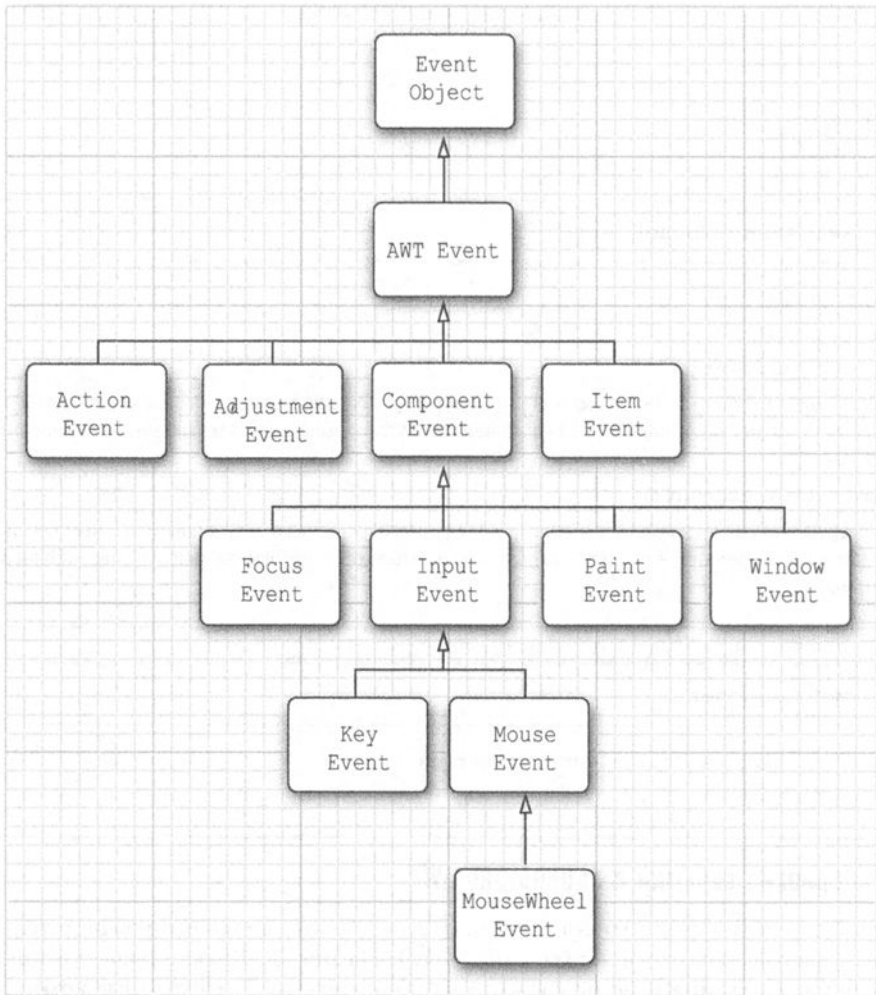 Event
Object
AWT Event
Action
Event
Adjustment
Event
Component
Event
Item
Event
Focus
Event
Input
Event
Paint
Event
Window
Event
Key
Event
Mouse
Event
MouseWheel
Event